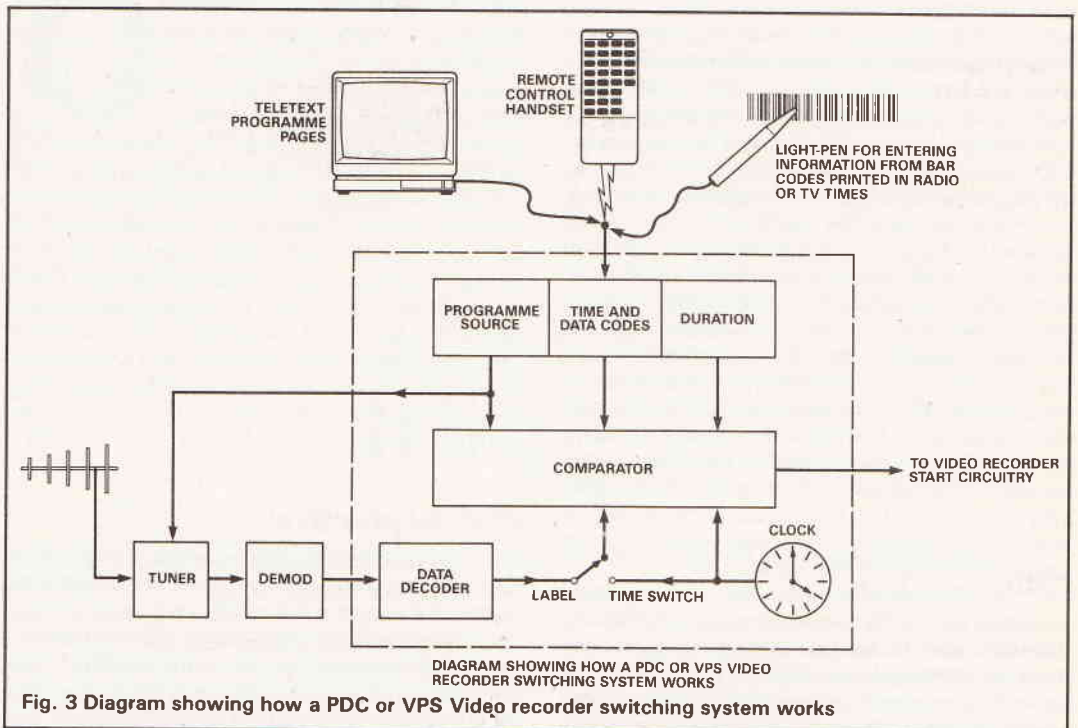 TELETEXT
PROGRAMME
PAGES
REMOTE
CONTROL
HANDSET
LIGHT-PEN FOR ENTERING
INFORMATION FROM BAR
CODES PRINTED IN RADIO
OR TV TIMES
PROGRAMME
SOURCE
TIME AND
DATA CODES
DURATION
COMPARATOR
TO VIDEO RECORDER
START CIRCUITRY
CLOCK
TUNER
DEMOD
DATA
DECODER
LABEL
TIME SWITCH
DIAGRAM SHOWING HOW A PDC OR VPS VIDEO
RECORDER SWITCHING SYSTEM WORKS
Fig. 3 Diagram showing how a PDC or VPS Video recorder switching system works